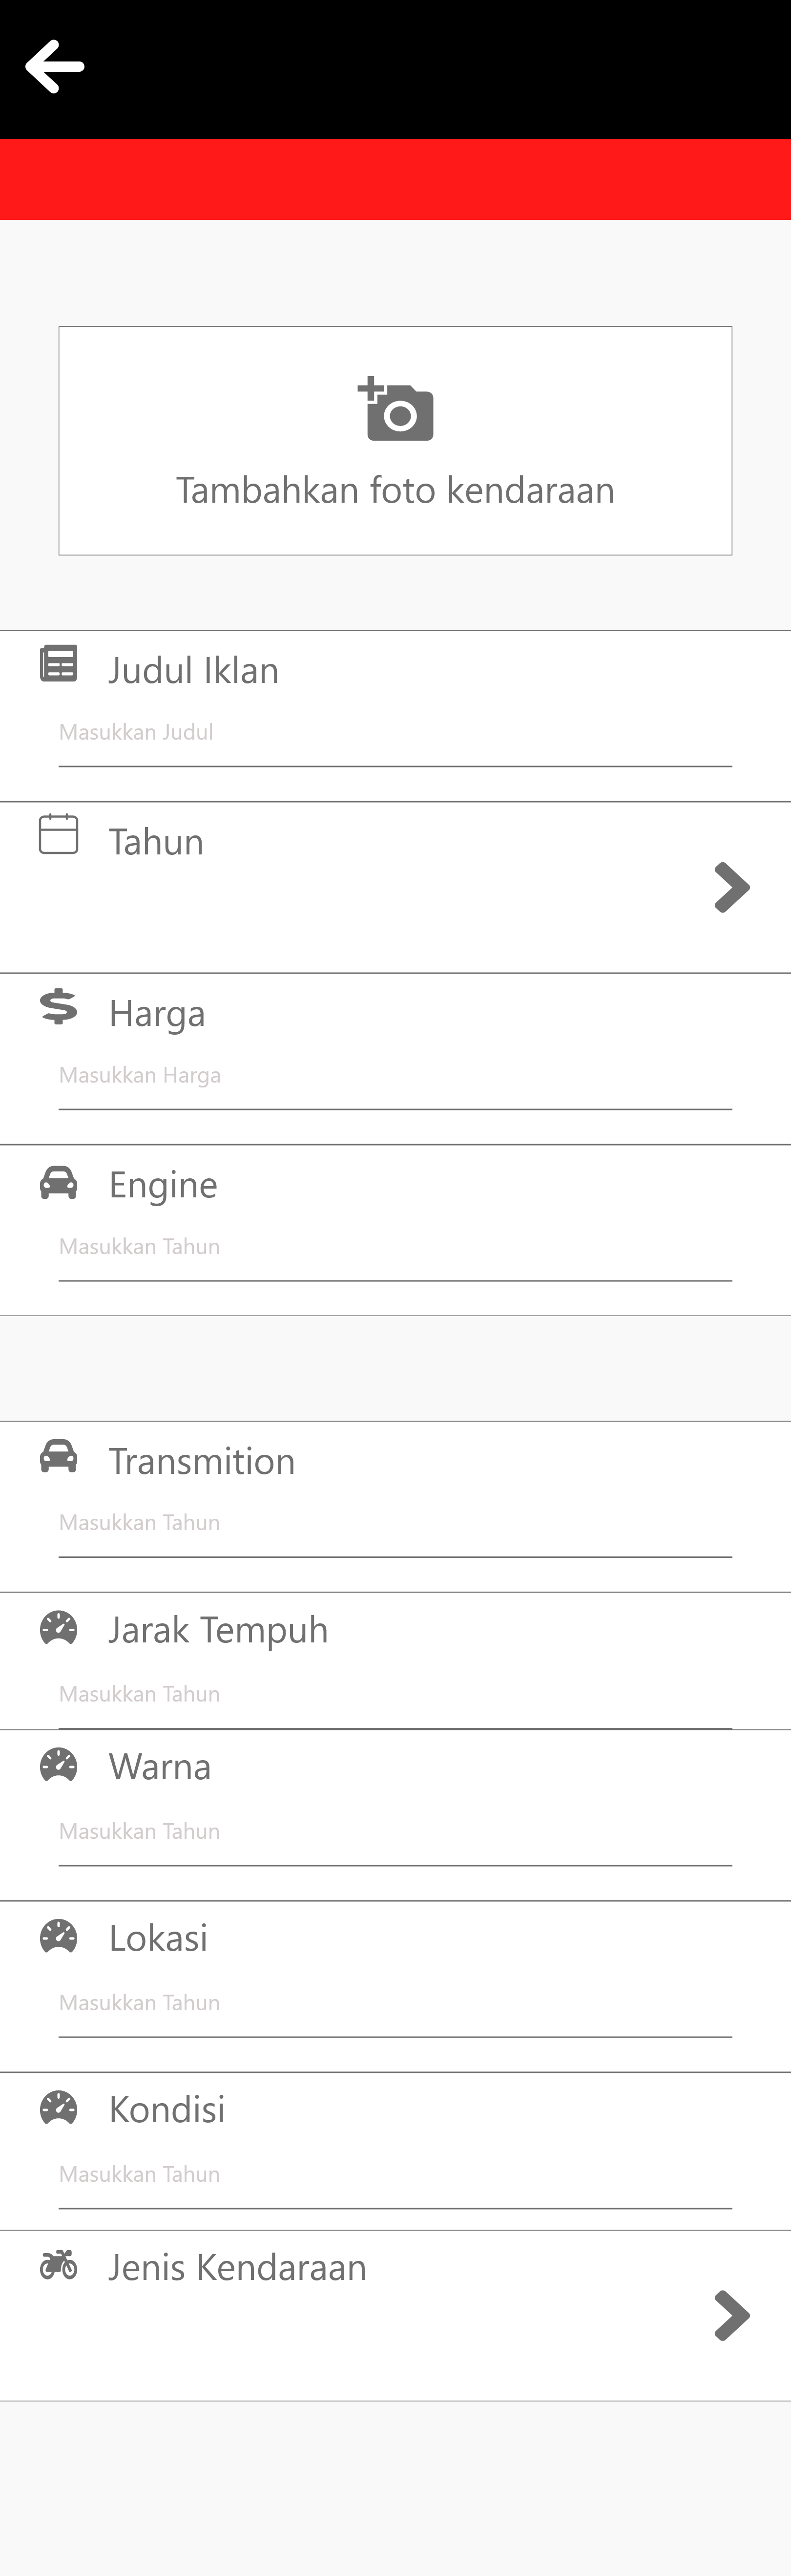 Tambahkan foto kendaraan
Judul Iklan
Masukkan Judul
Tahun
Harga
Masukkan Harga
Engine
Masukkan Tahun
Transmition
Masukkan Tahun
Jarak Tempuh
Masukkan Tahun
Warna
Masukkan Tahun
Lokasi
Masukkan Tahun
Kondisi
Masukkan Tahun
Jenis Kendaraan